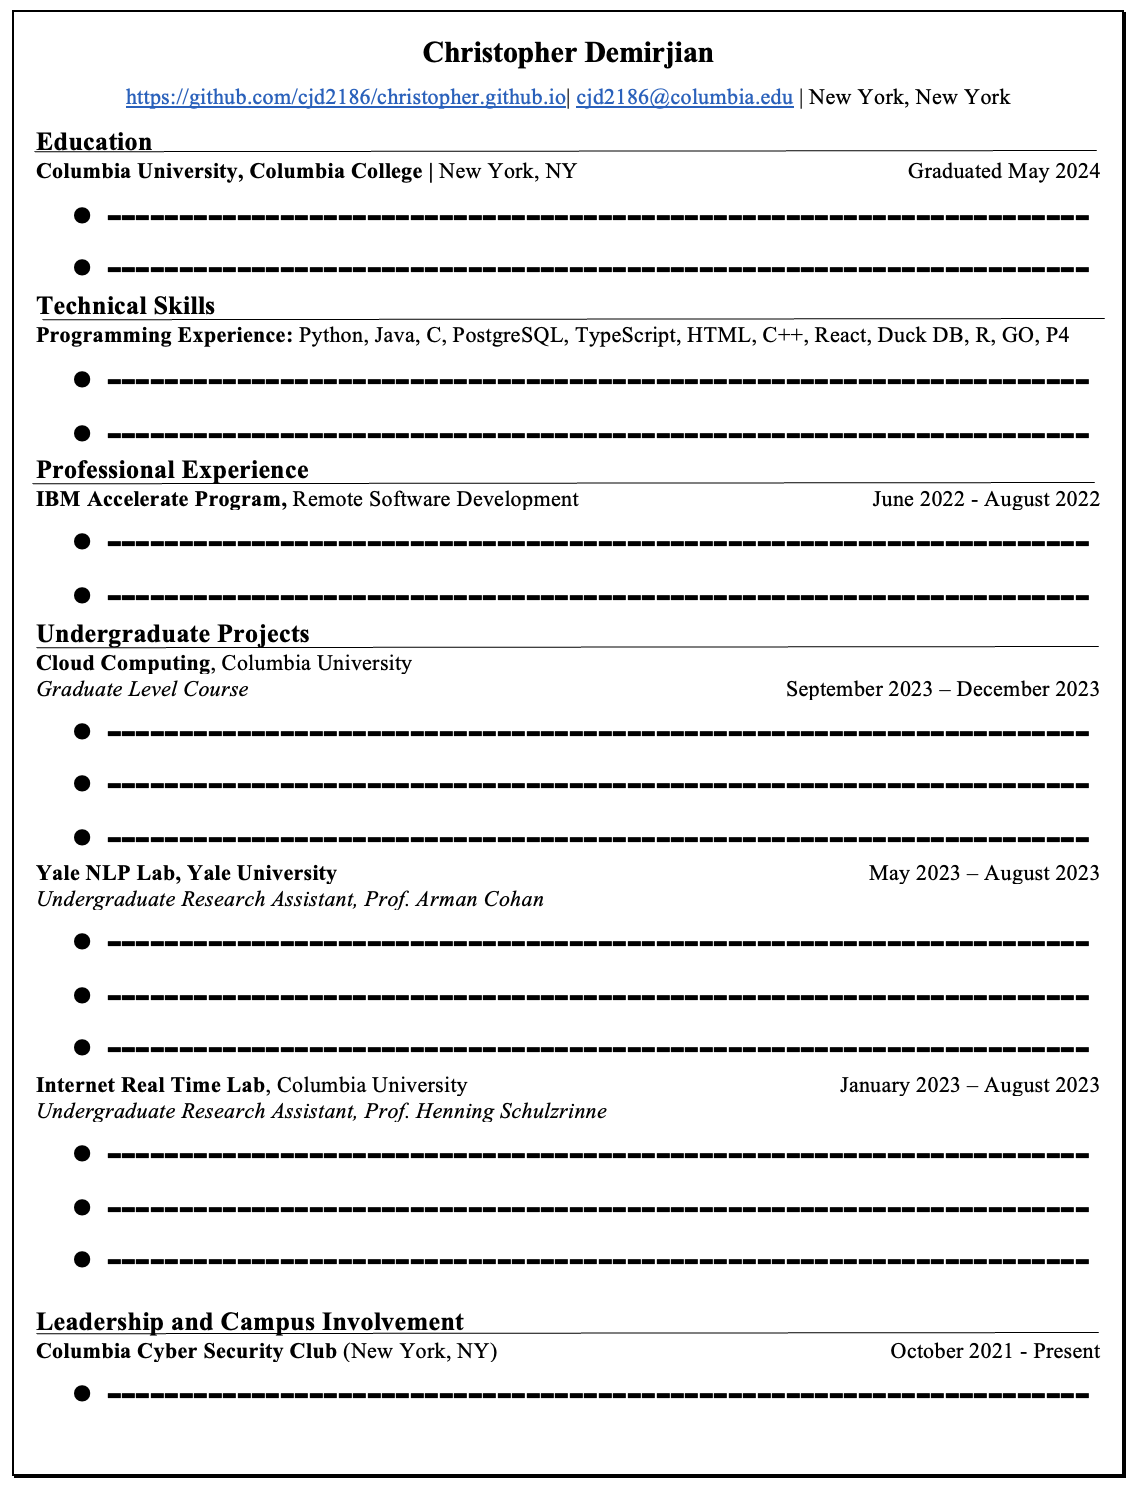 Christopher Demirjian
https://github.com/cjd2186/christopher.github.io| cjd2186@columbia.edu | New York, New York
Education
Columbia University, Columbia College | New York, NY Graduated May 2024
Technical Skills
Programming Experience: Python, Java, C, PostgreSQL, TypeScript, HTML, C++, React, Duck DB, R, GO, P4
Professional Experience
IBM Accelerate Program, Remote Software Development June 2022 - August 2022
Undergraduate Projects
Cloud Computing, Columbia University
Graduate Level Course September 2023 – December 2023
Yale NLP Lab, Yale University May 2023 – August 2023
Undergraduate Research Assistant, Prof. Arman Cohan
Internet Real Time Lab, Columbia University January 2023 – August 2023
Undergraduate Research Assistant, Prof. Henning Schulzrinne
Leadership and Campus Involvement
Columbia Cyber Security Club (New York, NY) October 2021 - Present